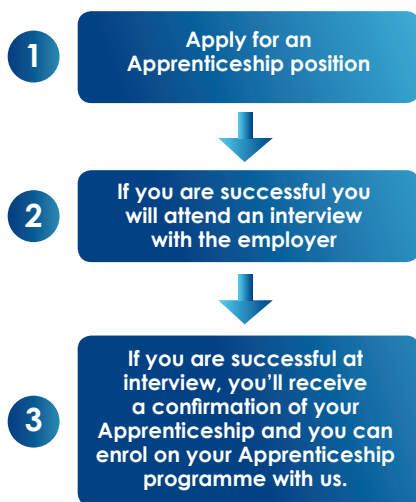 1
Apply for an
Apprenticeship position
2
If you are successful you
will attend an interview
with the employer
3
If you are successful at
interview, you’ll receive
a confirmation of your
Apprenticeship and you can
enrol on your Apprenticeship
programme with us.